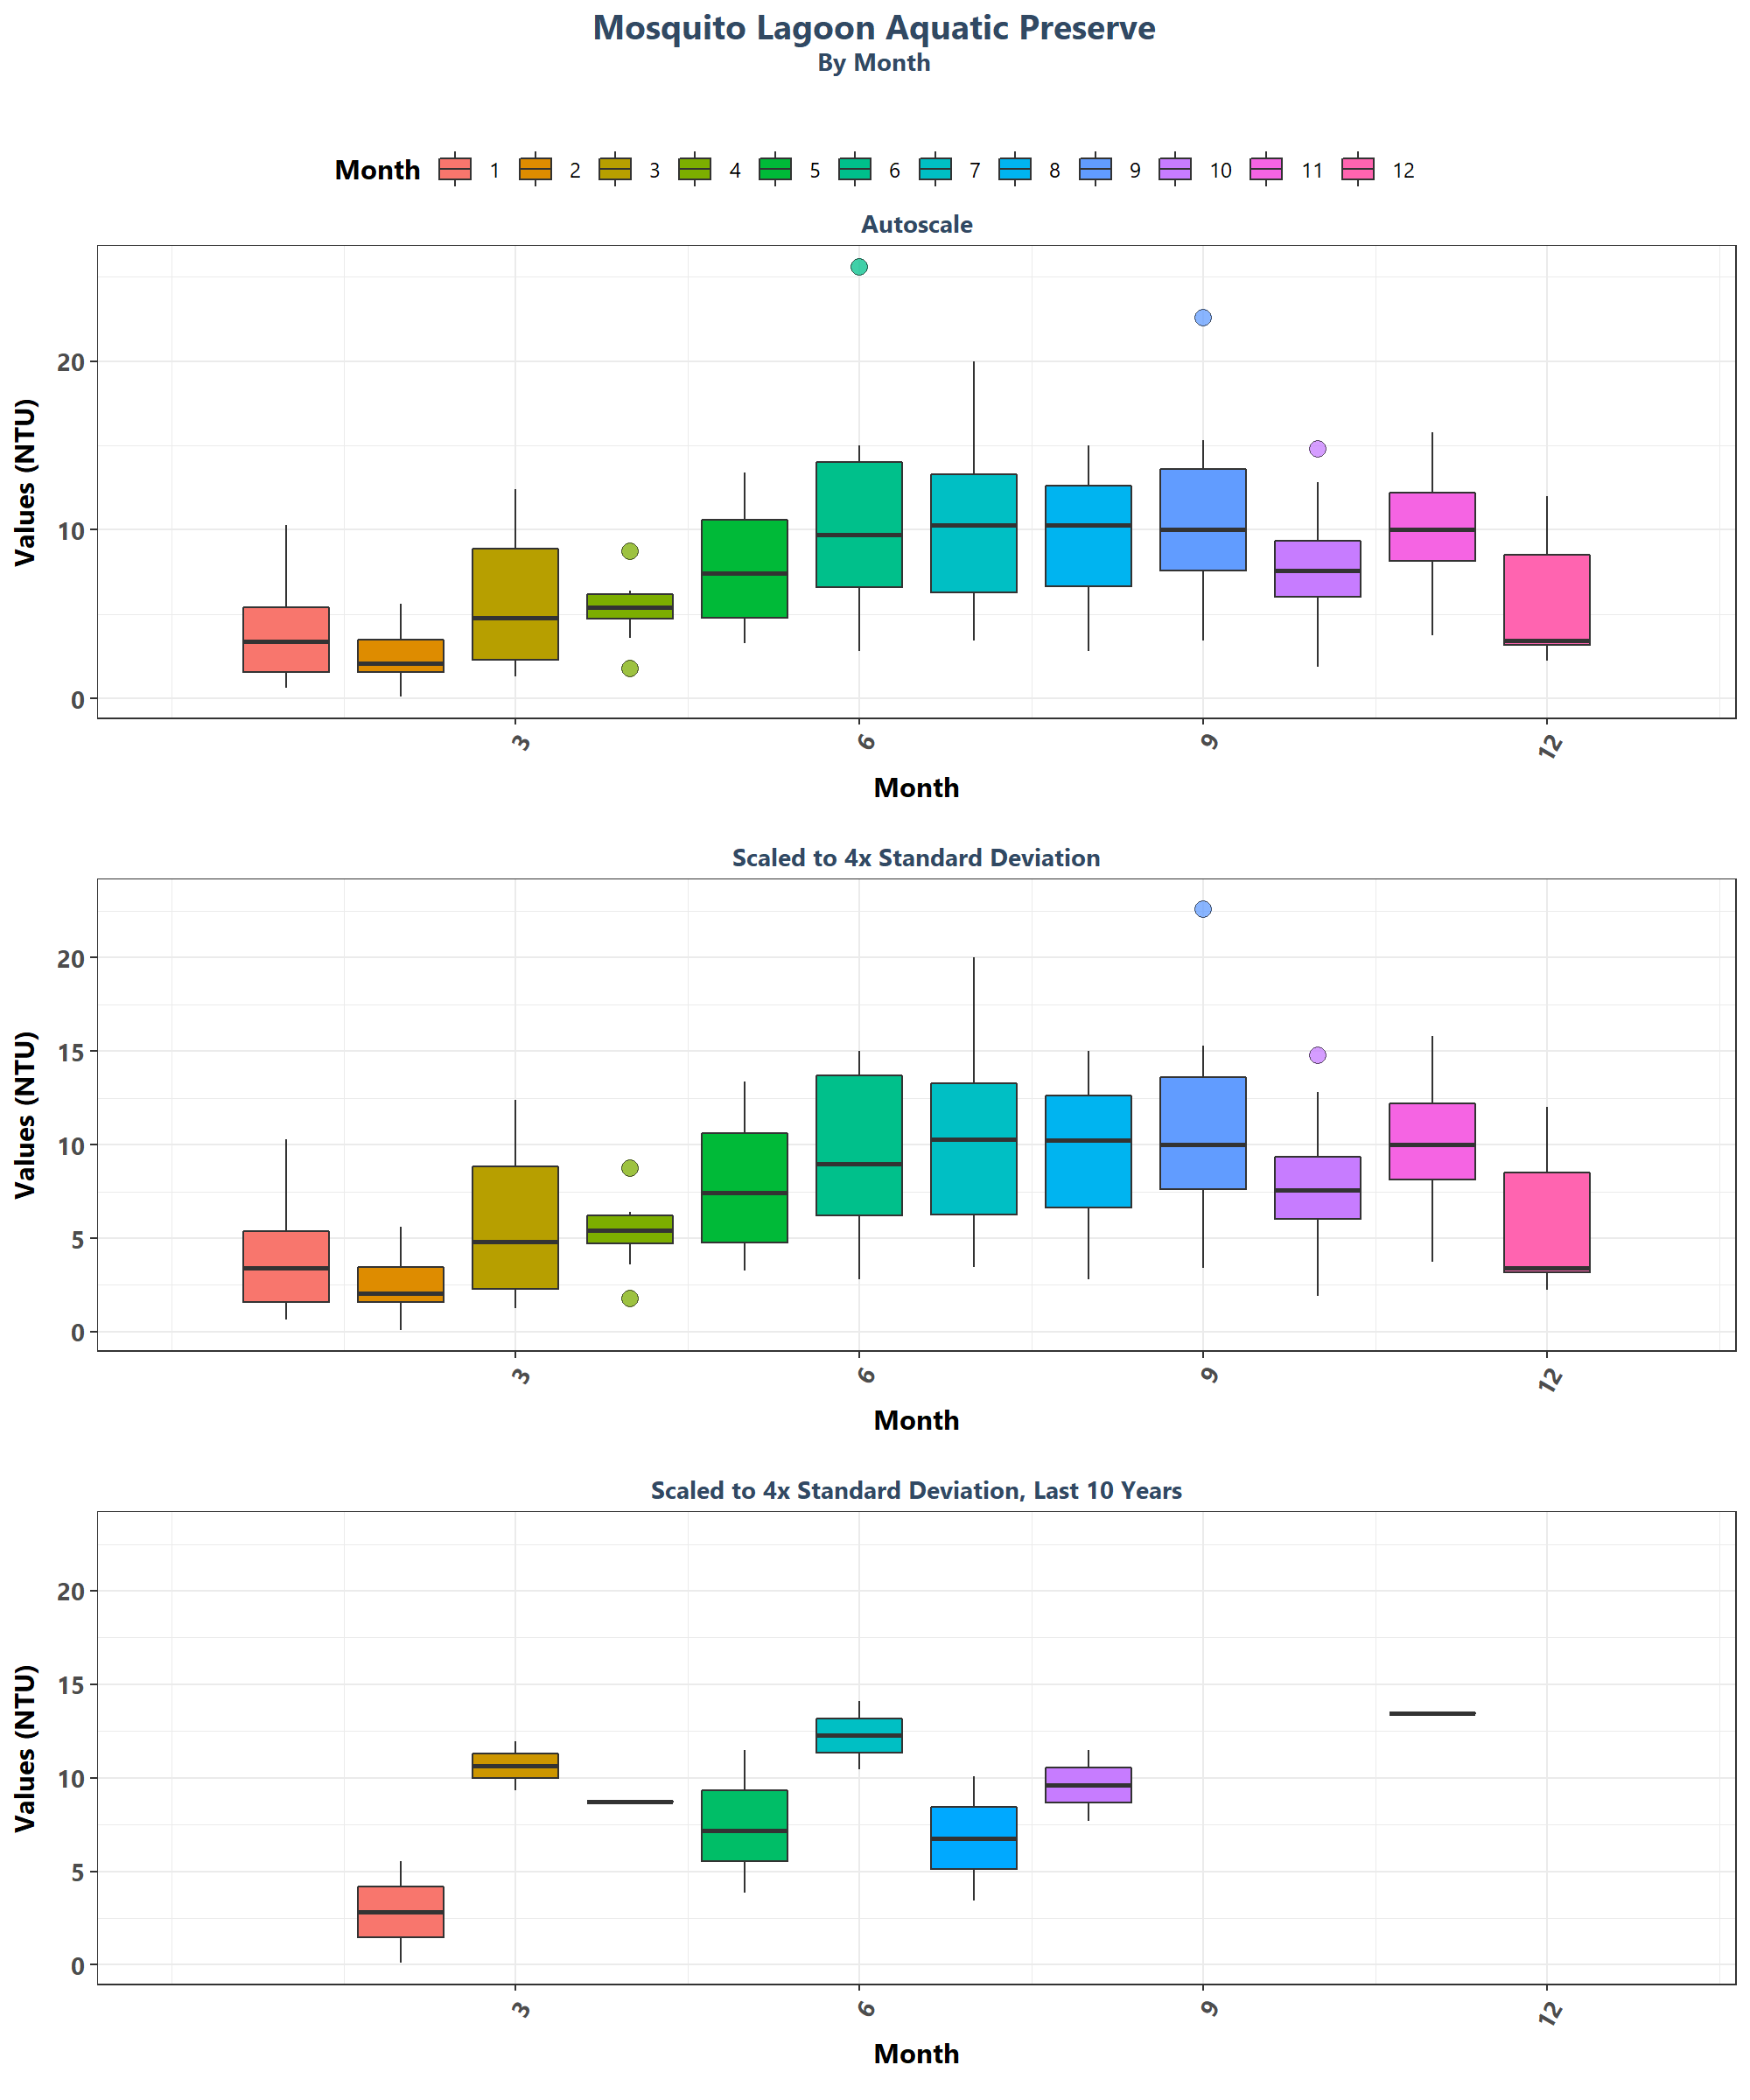 Mosquito Lagoon Aquatic Preserve
By Month
Month 1 2 3 4 5 6 7 8 9 10 11 12
Autoscale
Values (NTU)
20
10
0
3 6 9 12
Month
Scaled to 4x Standard Deviation
Values (NTU)
20
15
10
5
0
3 6 9 12
Month
Scaled to 4x Standard Deviation, Last 10 Years
Values (NTU)
20
15
10
5
0
3 6 9 12
Month